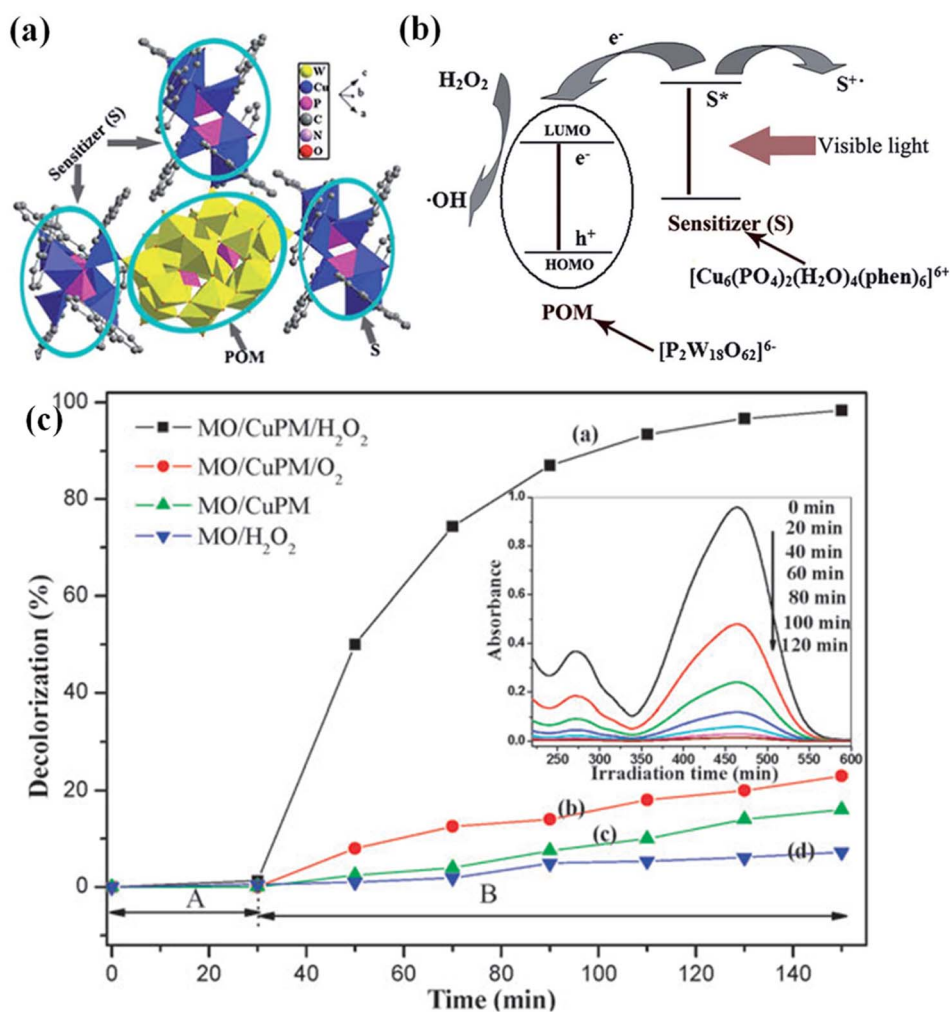 (a)
Sensitizer (S)
W
Cu
P
C
N
O
c
b
a
POM
S
(b)
e-
H2O2
S*
S+·
LUMO
e-
Visible light
·OH
h+
HOMO
Sensitizer (S)
[Cu6(PO4)2(H2O)4(phen)6]6+
POM
[P2W18O62]6-
(c)
Decolorization (%)
100
80
60
40
20
0
MO/CuPM/H2O2
MO/CuPM/O2
MO/CuPM
MO/H2O2
(a)
(b)
(c)
(d)
A
B
0 20 40 60 80 100 120 140
Time (min)
Absorbance
1.0
0.8
0.6
0.4
0.2
0.0
0 min
20 min
40 min
60 min
80 min
100 min
120 min
250 300 350 400 450 500 550 600
Irradiation time (min)